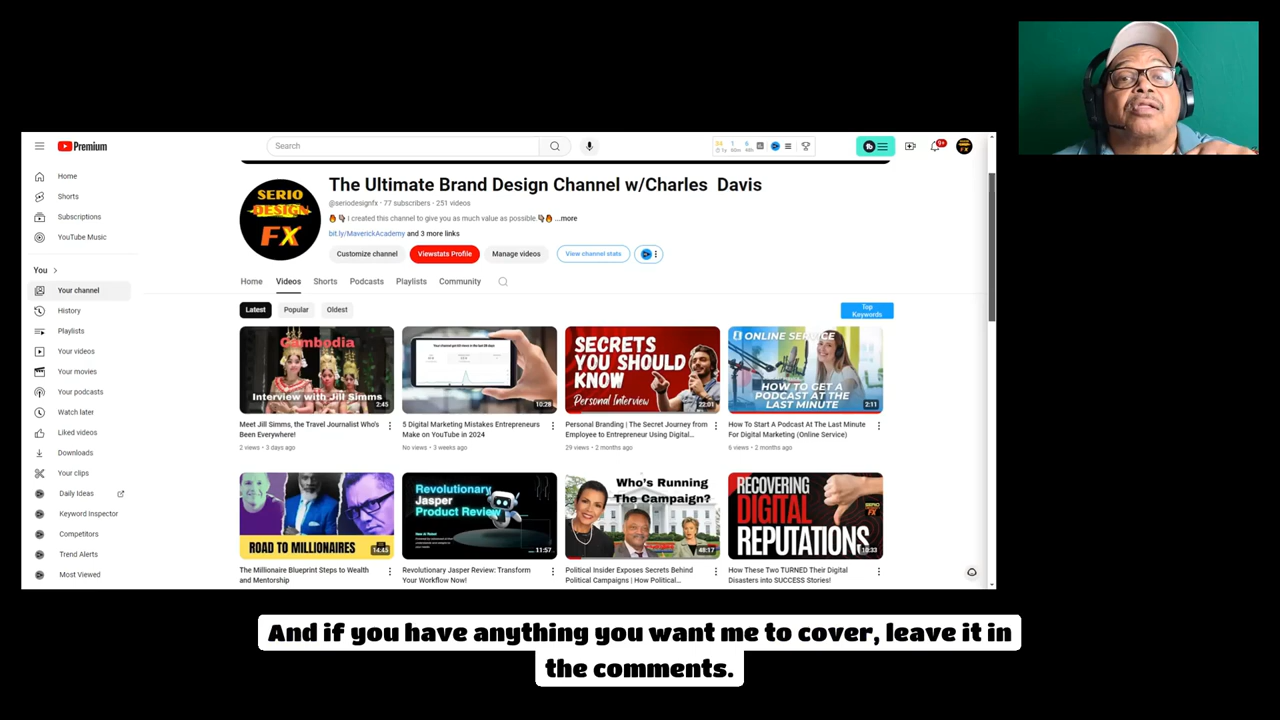 Premium
Search
9+
Home
Shorts
Subscriptions
YouTube Music
You
Your channel
History
Playlists
Your videos
Your movies
Your podcasts
Watch later
Liked videos
Downloads
Your clips
Daily Ideas
Keyword Inspector
Competitors
Trend Alerts
Most Viewed
SERIO
DESIGN
FX
The Ultimate Brand Design Channel w/Charles Davis
@seriodesignfx • 77 subscribers • 251 videos
I created this channel to give you as much value as possible. ...more
bit.ly/MaverickAcademy and 3 more links
Customize channel
Viewstats Profile
Manage videos
View channel stats
Home Videos Shorts Podcasts Playlists Community
Latest Popular Oldest
Top
Keywords
Cambodia
Interview with Jill Simms
2:45
Meet Jill Simms, the Travel Journalist Who's
Been Everywhere!
2 views • 3 days ago
10:28
5 Digital Marketing Mistakes Entrepreneurs
Make on YouTube in 2024
No views • 3 weeks ago
SECRETS
YOU SHOULD
KNOW
Personal Interview
22:01
Personal Branding | The Secret Journey from
Employee to Entrepreneur Using Digital...
29 views • 2 months ago
ONLINE SERVICE
HOW TO GET A
PODCAST AT THE
LAST MINUTE
2:11
How To Start A Podcast At The Last Minute
For Digital Marketing (Online Service)
6 views • 2 months ago
ROAD TO MILLIONAIRES
14:45
The Millionaire Blueprint Steps to Wealth
and Mentorship
Revolutionary
Jasper
Product Review
11:57
Revolutionary Jasper Review: Transform
Your Workflow Now!
Who's Running
The Campaign?
48:17
Political Insider Exposes Secrets Behind
Political Campaigns | How Political...
RECOVERING
DIGITAL
REPUTATIONS
SERIO
FX
How These Two TURNED Their Digital
Disasters into SUCCESS Stories!
And if you have anything you want me to cover, leave it in
the comments.